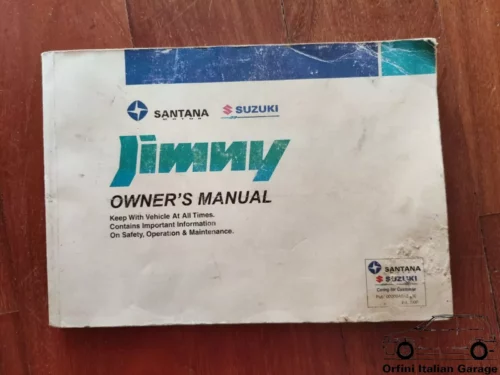 SANTANA
MOTOR
SUZUKI
Jimny
OWNER'S MANUAL
Keep With Vehicle At All Times.
Contains Important Information
On Safety, Operation & Maintenance.
SANTANA
SUZUKI
Orfini Italian Garage